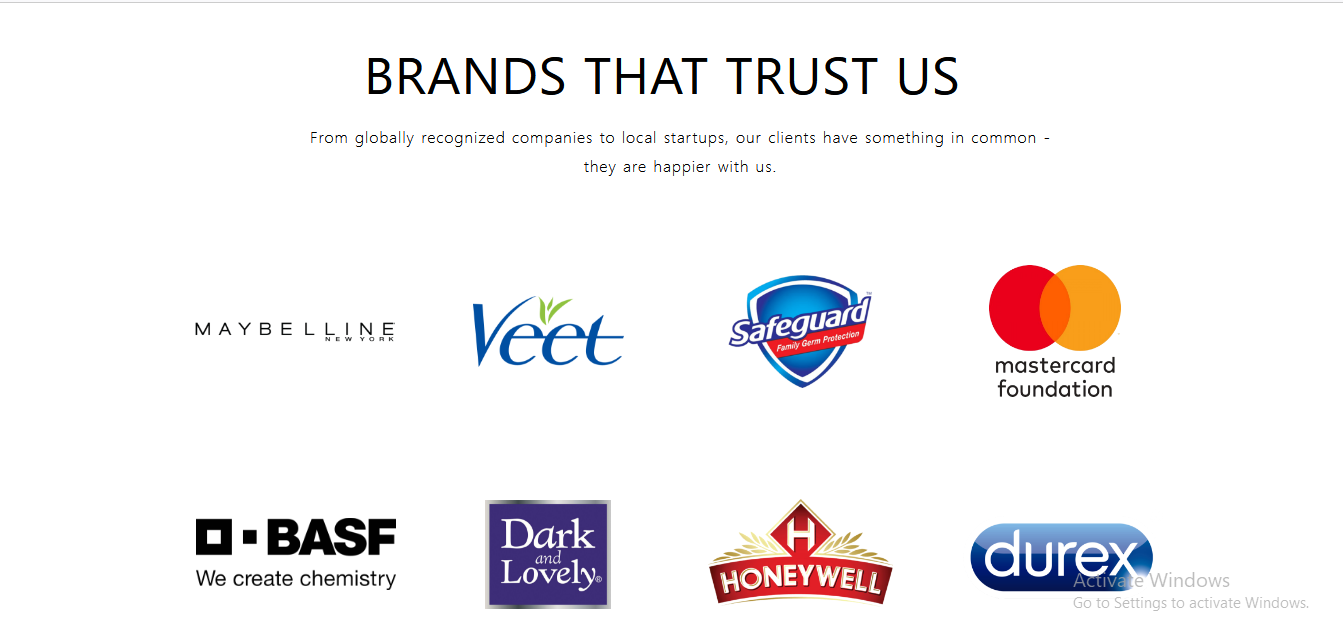 BRANDS THAT TRUST US
From globally recognized companies to local startups, our clients have something in common -
they are happier with us.
MAYBELLINE
NEW YORK
Veet
Safeguard™
Family Germ Protection
mastercard
foundation
BASF
We create chemistry
Dark
and
Lovely®
H
HONEYWELL
durex
Activate Windows
Go to Settings to activate Windows.